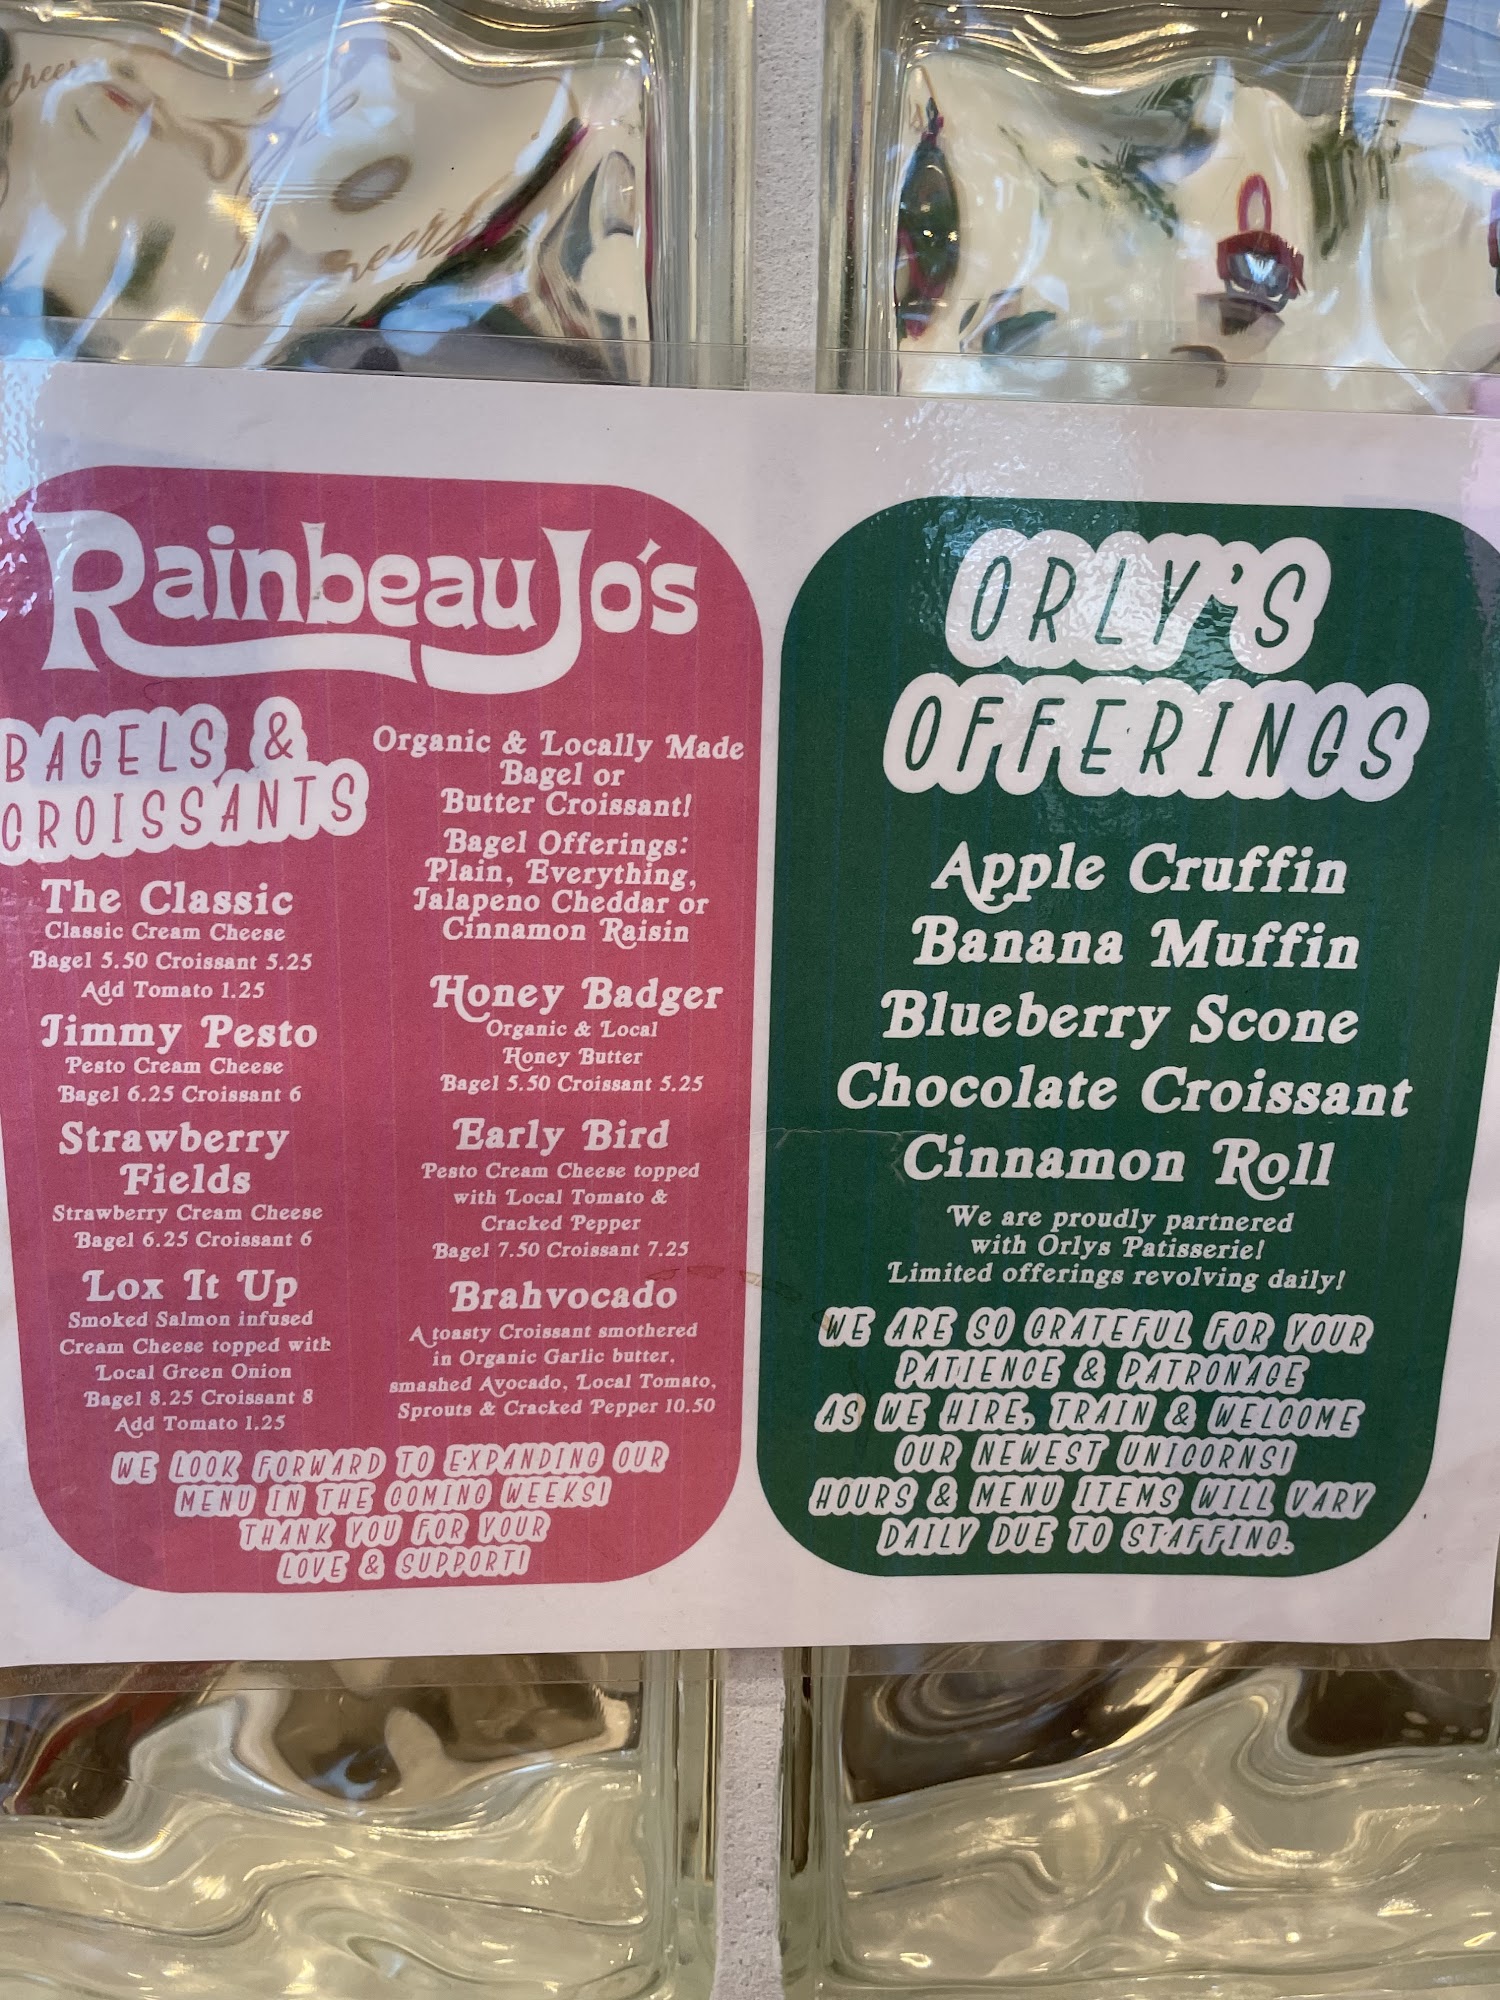 cheers
cheers
Rainbeau Jo's
BAGELS &
CROISSANTS
The Classic
Classic Cream Cheese
Bagel 5.50 Croissant 5.25
Add Tomato 1.25
Jimmy Pesto
Pesto Cream Cheese
Bagel 6.25 Croissant 6
Strawberry
Fields
Strawberry Cream Cheese
Bagel 6.25 Croissant 6
Lox It Up
Smoked Salmon infused
Cream Cheese topped with
Local Green Onion
Bagel 8.25 Croissant 8
Add Tomato 1.25
Organic & Locally Made
Bagel or
Butter Croissant!
Bagel Offerings:
Plain, Everything,
Jalapeno Cheddar or
Cinnamon Raisin
Honey Badger
Organic & Local
Honey Butter
Bagel 5.50 Croissant 5.25
Early Bird
Pesto Cream Cheese topped
with Local Tomato &
Cracked Pepper
Bagel 7.50 Croissant 7.25
Brahvocado
A toasty Croissant smothered
in Organic Garlic butter,
smashed Avocado, Local Tomato,
Sprouts & Cracked Pepper 10.50
WE LOOK FORWARD TO EXPANDING OUR
MENU IN THE COMING WEEKS!
THANK YOU FOR YOUR
LOVE & SUPPORT!
ORLY'S
OFFERINGS
Apple Cruffin
Banana Muffin
Blueberry Scone
Chocolate Croissant
Cinnamon Roll
We are proudly partnered
with Orlys Patisserie!
Limited offerings revolving daily!
WE ARE SO GRATEFUL FOR YOUR
PATIENCE & PATRONAGE
AS WE HIRE, TRAIN & WELCOME
OUR NEWEST UNICORNS!
HOURS & MENU ITEMS WILL VARY
DAILY DUE TO STAFFING.